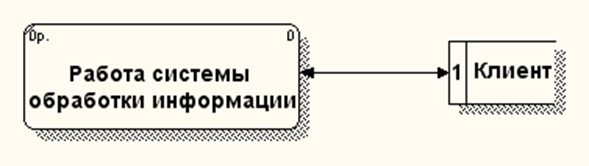 0р. 0
Работа системы
обработки информации
1 Клиент